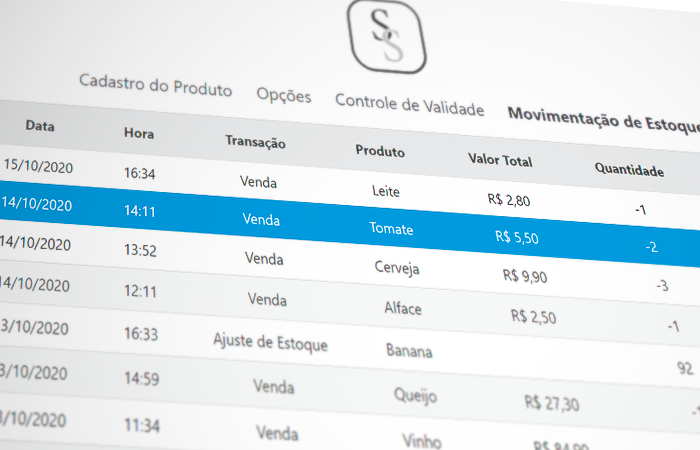 SS
Cadastro do Produto Opções Controle de Validade Movimentação de Estoque
Data Hora Transação Produto Valor Total Quantidade
15/10/2020 16:34 Venda Leite R$ 2,80 -1
14/10/2020 14:11 Venda Tomate R$ 5,50 -2
14/10/2020 13:52 Venda Cerveja R$ 9,90 -3
14/10/2020 12:11 Venda Alface R$ 2,50 -1
3/10/2020 16:33 Ajuste de Estoque Banana 92
3/10/2020 14:59 Venda Queijo R$ 27,30
3/10/2020 11:34 Venda Vinho